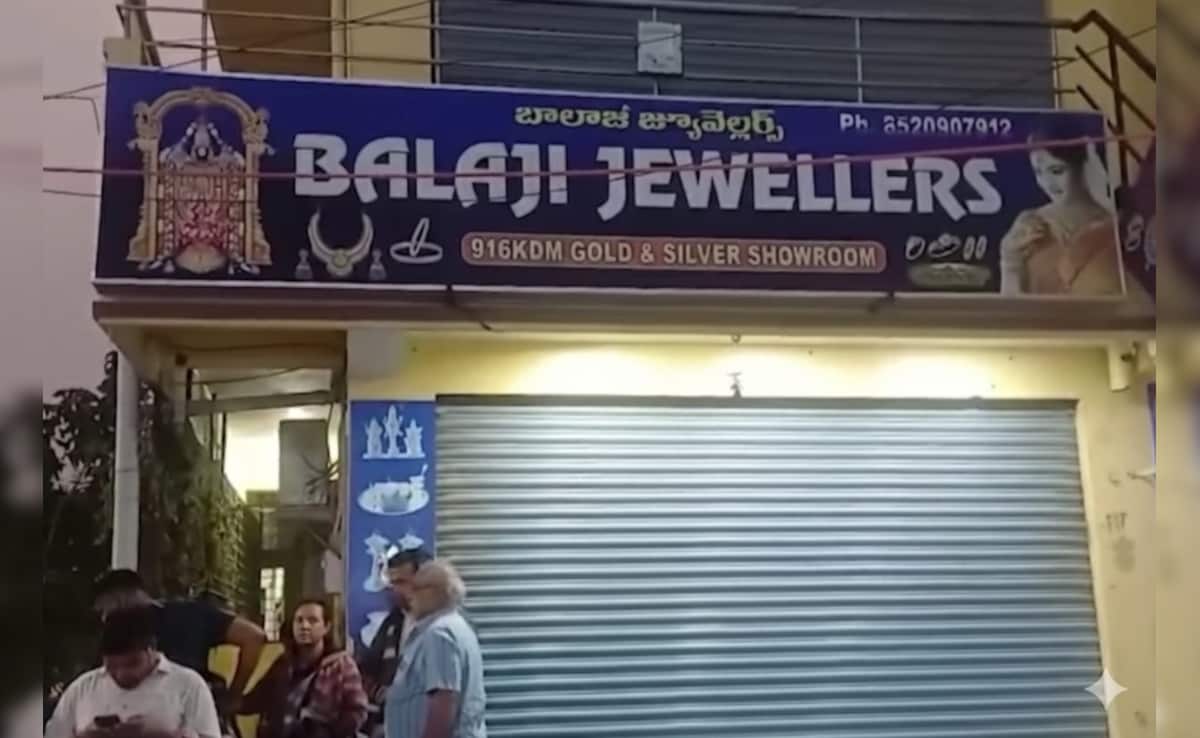 బాలాజీ జ్యూవెల్లర్స్
Ph. 8520907912
BALAJI JEWELLERS
916KDM GOLD & SILVER SHOWROOM